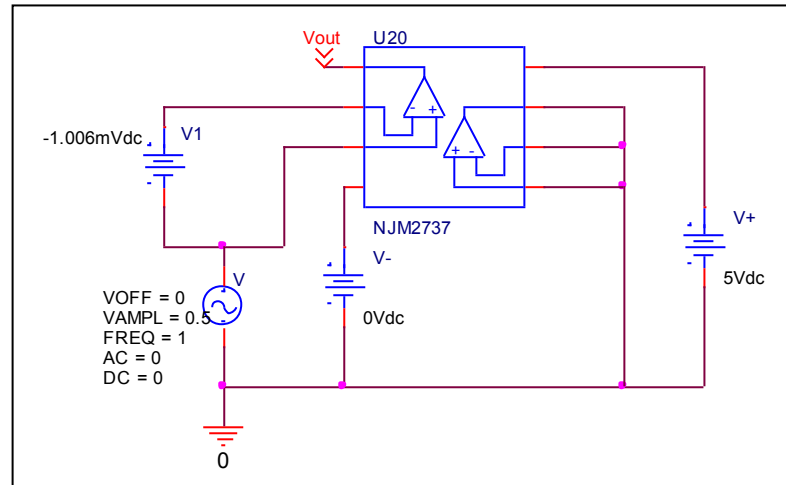 Vout
U20
- +
+ -
-1.006mVdc
V1
NJM2737
V+
V-
5Vdc
V
0Vdc
VOFF = 0
VAMPL = 0.5
FREQ = 1
AC = 0
DC = 0
0